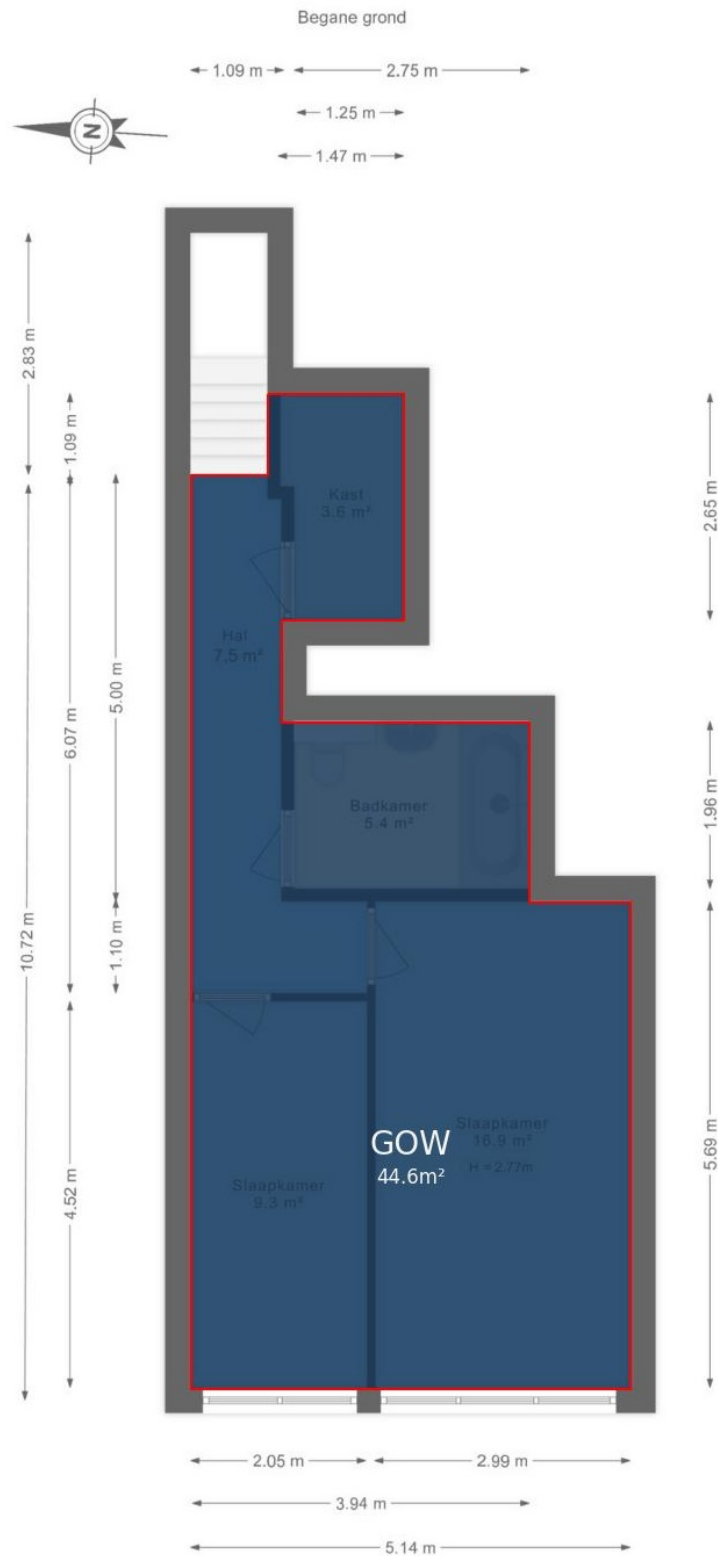 Begane grond
1.09 m
2.75 m
1.25 m
1.47 m
N
2.83 m
1.09 m
2.65 m
Kast
3.6 m²
Hal
7.5 m²
5.00 m
6.07 m
Badkamer
5.4 m²
1.96 m
10.72 m
1.10 m
Slaapkamer
16.9 m²
H = 2.77m
GOW
44.6m²
Slaapkamer
9.3 m²
4.52 m
5.69 m
2.05 m
2.99 m
3.94 m
5.14 m